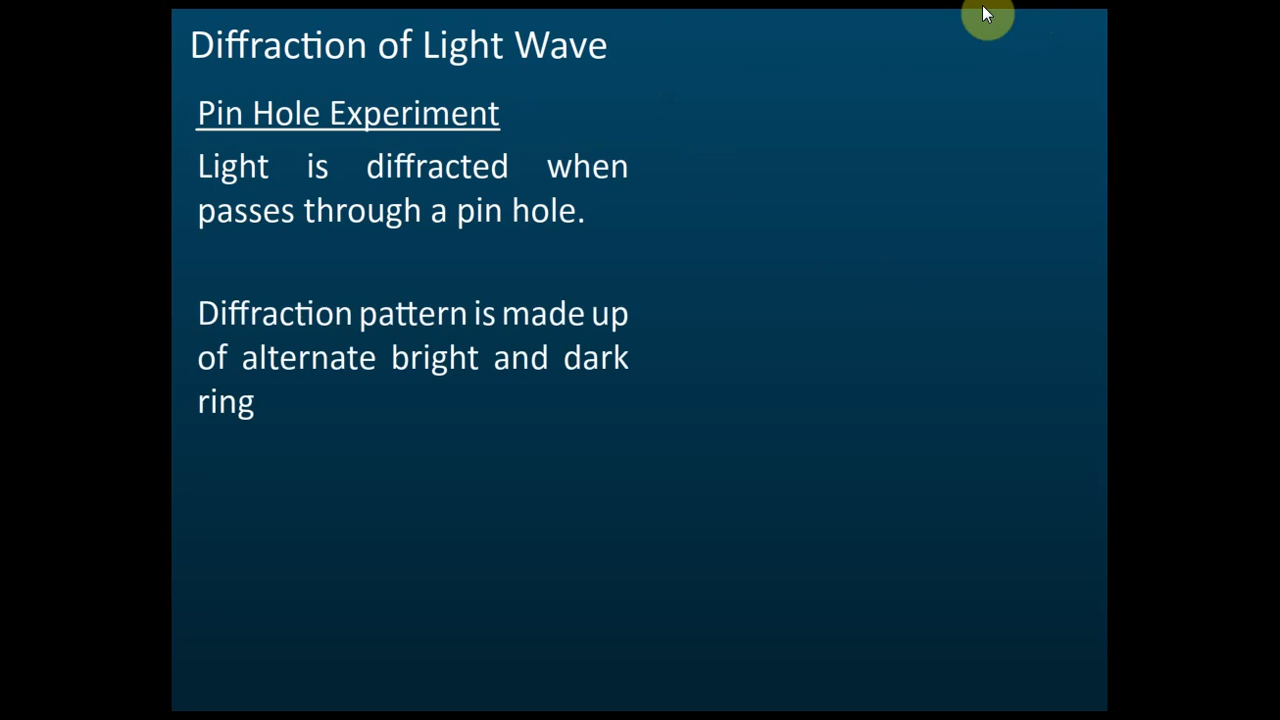 Diffraction of Light Wave
Pin Hole Experiment
Light is diffracted when
passes through a pin hole.
Diffraction pattern is made up
of alternate bright and dark
ring